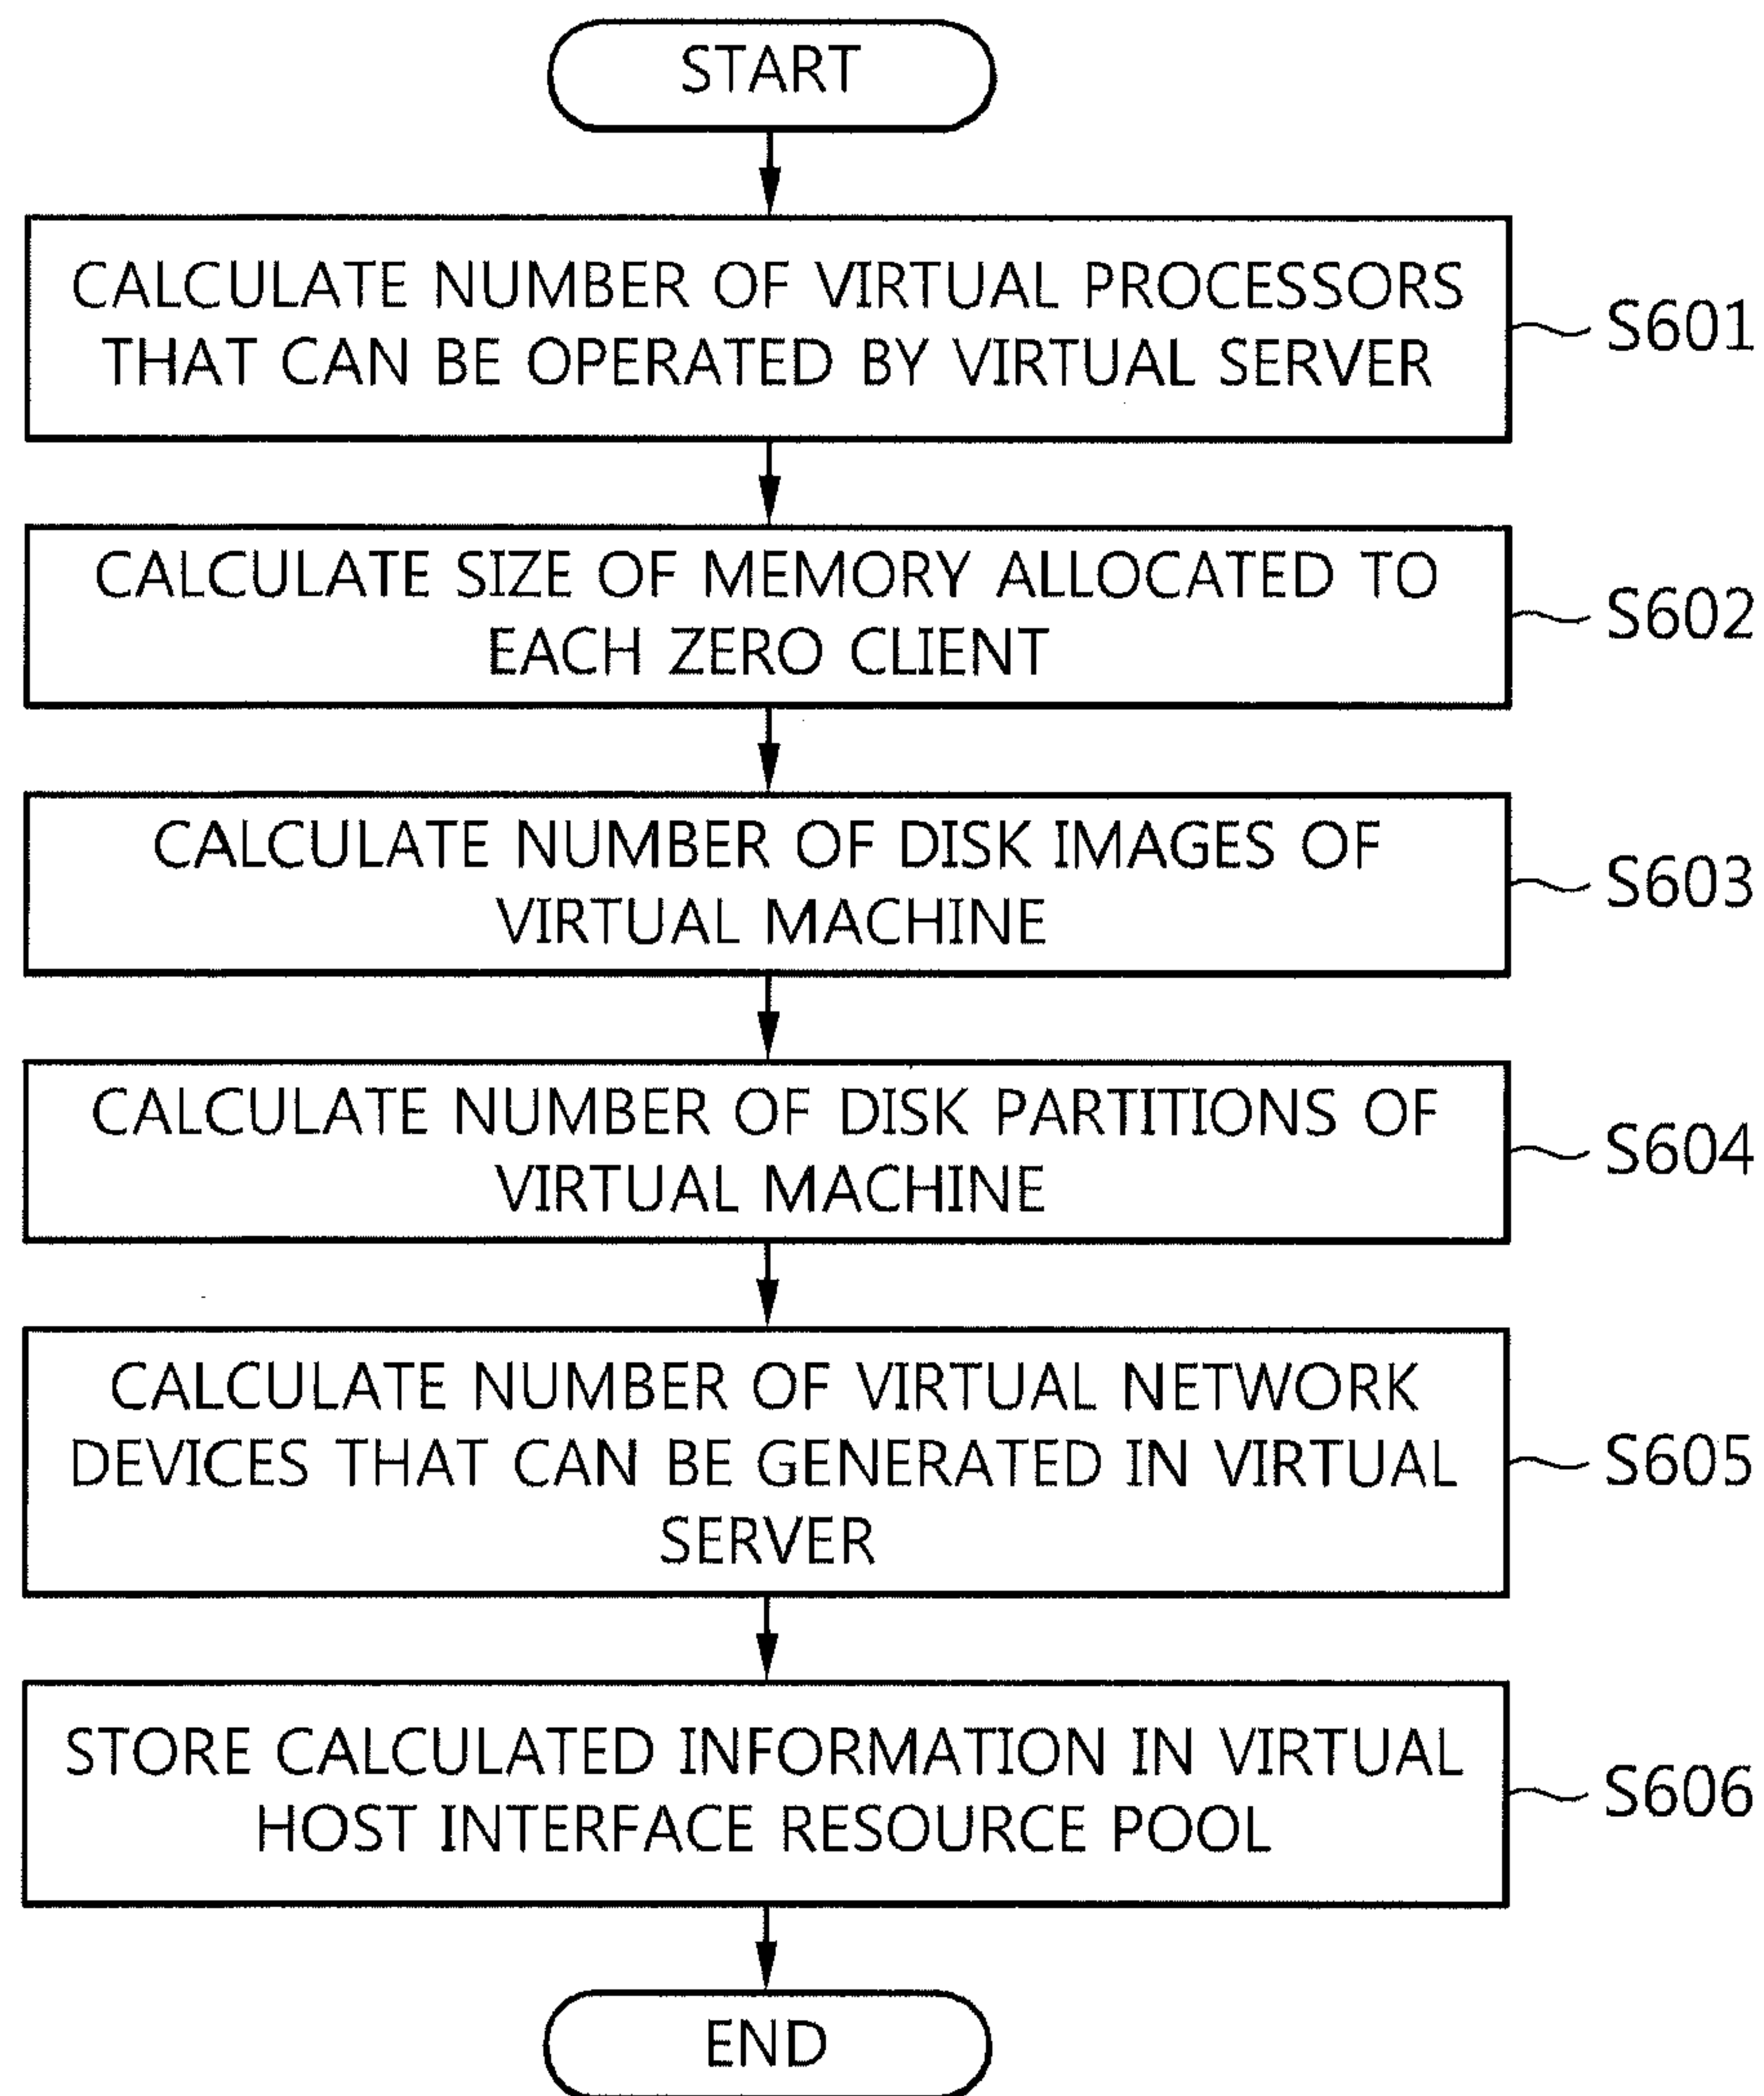 START
CALCULATE NUMBER OF VIRTUAL PROCESSORS
THAT CAN BE OPERATED BY VIRTUAL SERVER
S601
CALCULATE SIZE OF MEMORY ALLOCATED TO
EACH ZERO CLIENT
S602
CALCULATE NUMBER OF DISK IMAGES OF
VIRTUAL MACHINE
S603
CALCULATE NUMBER OF DISK PARTITIONS OF
VIRTUAL MACHINE
S604
CALCULATE NUMBER OF VIRTUAL NETWORK
DEVICES THAT CAN BE GENERATED IN VIRTUAL
SERVER
S605
STORE CALCULATED INFORMATION IN VIRTUAL
HOST INTERFACE RESOURCE POOL
S606
END